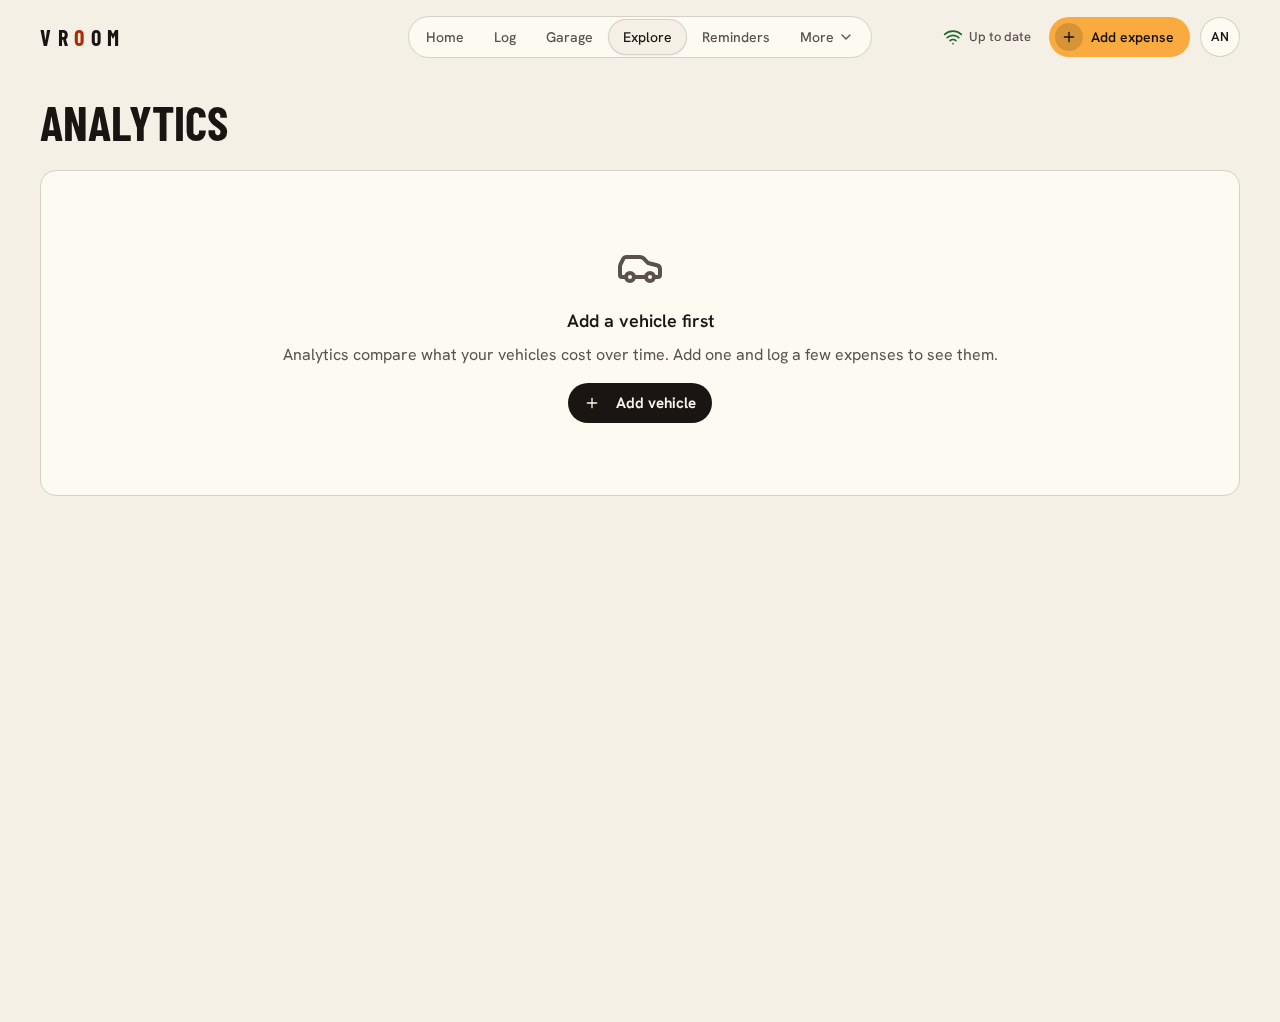 VROOM
Home
Log
Garage
Explore
Reminders
More
Up to date
Add expense
AN
ANALYTICS
Add a vehicle first
Analytics compare what your vehicles cost over time. Add one and log a few expenses to see them.
Add vehicle